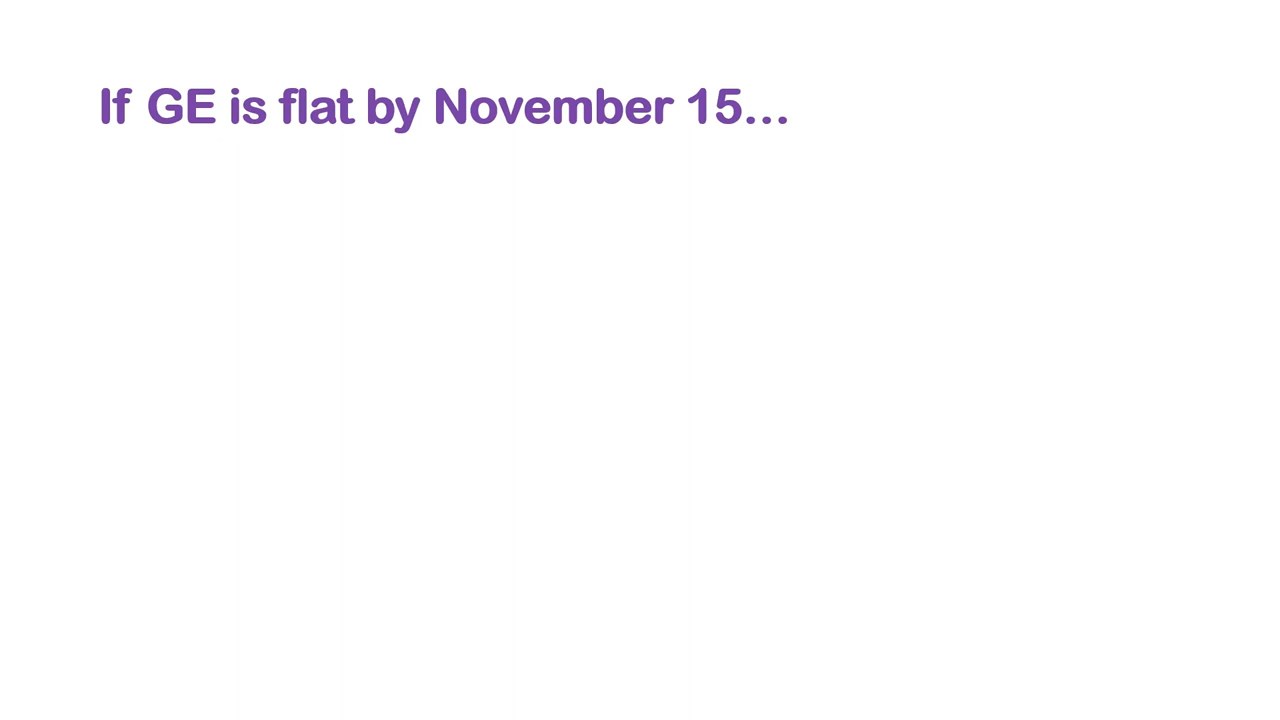 If GE is flat by November 15…